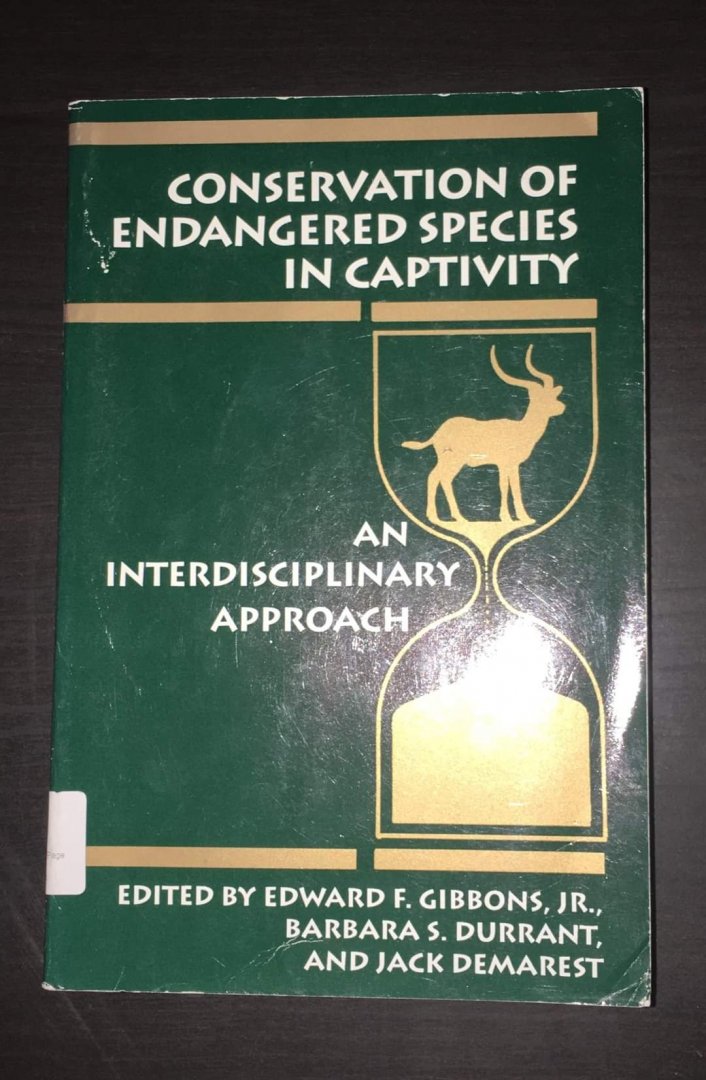 CONSERVATION OF
ENDANGERED SPECIES
IN CAPTIVITY
AN
INTERDISCIPLINARY
APPROACH
Page
EDITED BY EDWARD F. GIBBONS, JR.,
BARBARA S. DURRANT,
AND JACK DEMAREST